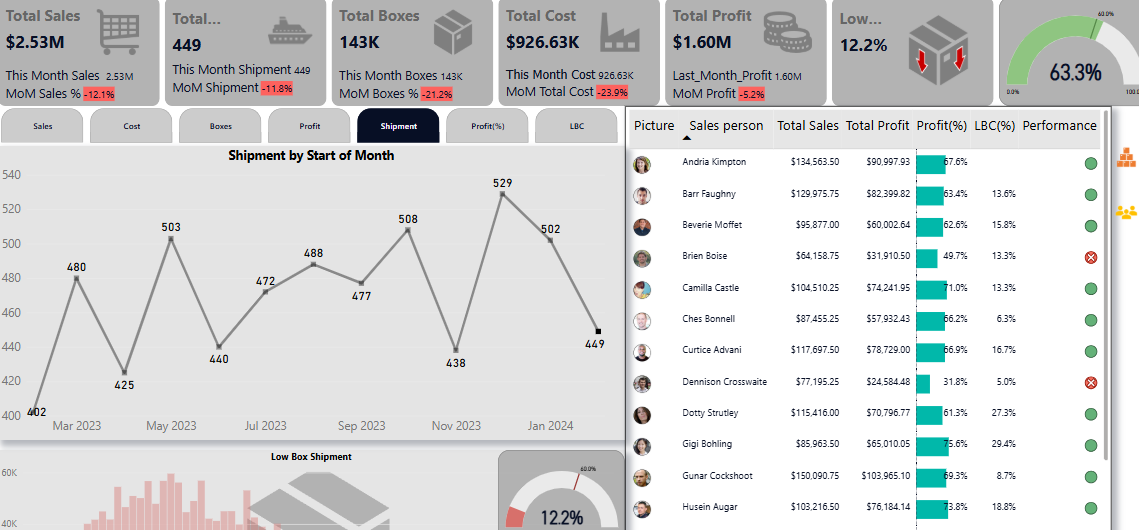 Total Sales
$2.53M
This Month Sales 2.53M
MoM Sales % -12.1%
Total...
449
This Month Shipment 449
MoM Shipment -11.8%
Total Boxes
143K
This Month Boxes 143K
MoM Boxes % -21.2%
Total Cost
$926.63K
This Month Cost 926.63K
MoM Total Cost -23.9%
Total Profit
$1.60M
Last_Month_Profit 1.60M
MoM Profit -5.2%
Low...
12.2%
60.0%
63.3%
0.0%
100.0
Sales Cost Boxes Profit Shipment Profit(%) LBC
Shipment by Start of Month
540
520
500
480
460
440
420
400
402 480 425 503 440 472 488 477 508 438 529 502 449
Mar 2023 May 2023 Jul 2023 Sep 2023 Nov 2023 Jan 2024
Low Box Shipment
60K
40K
60.0%
12.2%
Picture Sales person Total Sales Total Profit Profit(%) LBC(%) Performance
Andria Kimpton $134,563.50 $90,997.93 67.6%
Barr Faughny $129,975.75 $82,399.82 63.4% 13.6%
Beverie Moffet $95,877.00 $60,002.64 62.6% 15.8%
Brien Boise $64,158.75 $31,910.50 49.7% 13.3%
Camilla Castle $104,510.25 $74,241.95 71.0% 13.3%
Ches Bonnell $87,455.25 $57,932.43 66.2% 6.3%
Curtice Advani $117,697.50 $78,729.00 66.9% 16.7%
Dennison Crosswaite $77,195.25 $24,584.48 31.8% 5.0%
Dotty Strutley $115,416.00 $70,796.77 61.3% 27.3%
Gigi Bohling $85,963.50 $65,010.05 75.6% 29.4%
Gunar Cockshoot $150,090.75 $103,965.10 69.3% 8.7%
Husein Augar $103,216.50 $76,184.14 73.8% 18.8%